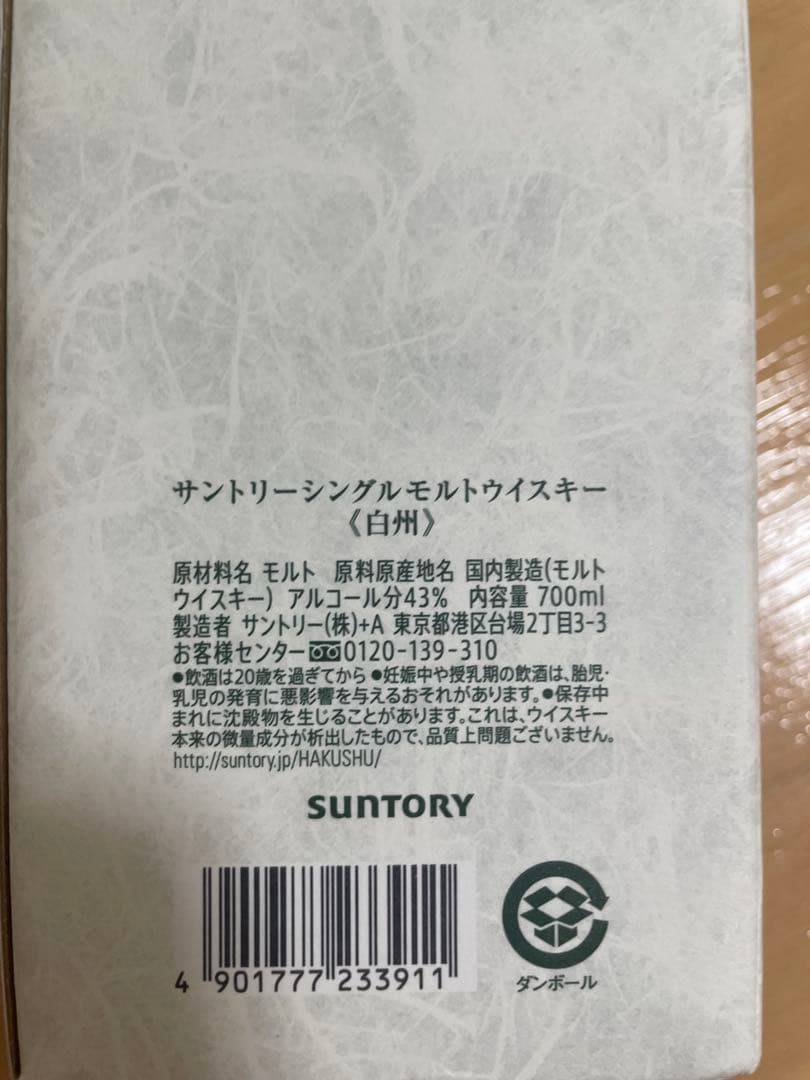 サントリーシングルモルトウイスキー
《白州》
原材料名 モルト 原料原産地名 国内製造(モルト
ウイスキー) アルコール分43% 内容量 700ml
製造者 サントリー(株)+A 東京都港区台場2丁目3-3
お客様センター 0120-139-310
●飲酒は20歳を過ぎてから ●妊娠中や授乳期の飲酒は、胎児・
乳児の発育に悪影響を与えるおそれがあります。●保存中
まれに沈殿物を生じることがあります。これは、ウイスキー
本来の微量成分が析出したもので、品質上問題ございません。
http://suntory.jp/HAKUSHU/
SUNTORY
4 901777 233911
ダンボール